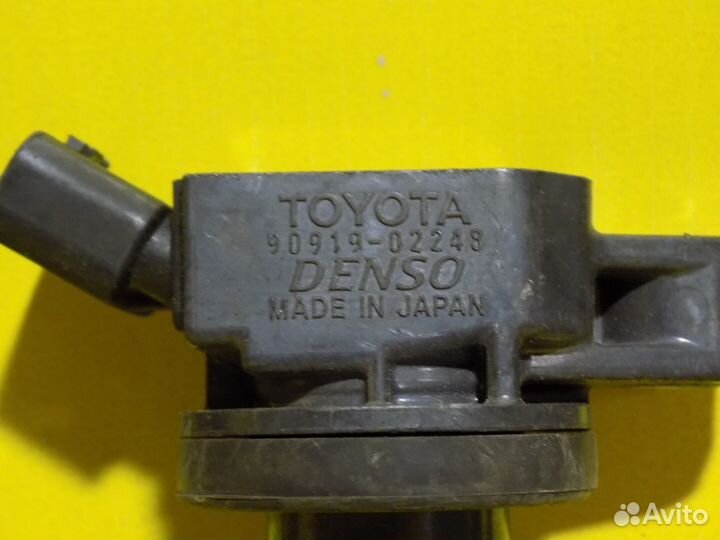 TOYOTA
90919-02248
DENSO
MADE IN JAPAN
Avito